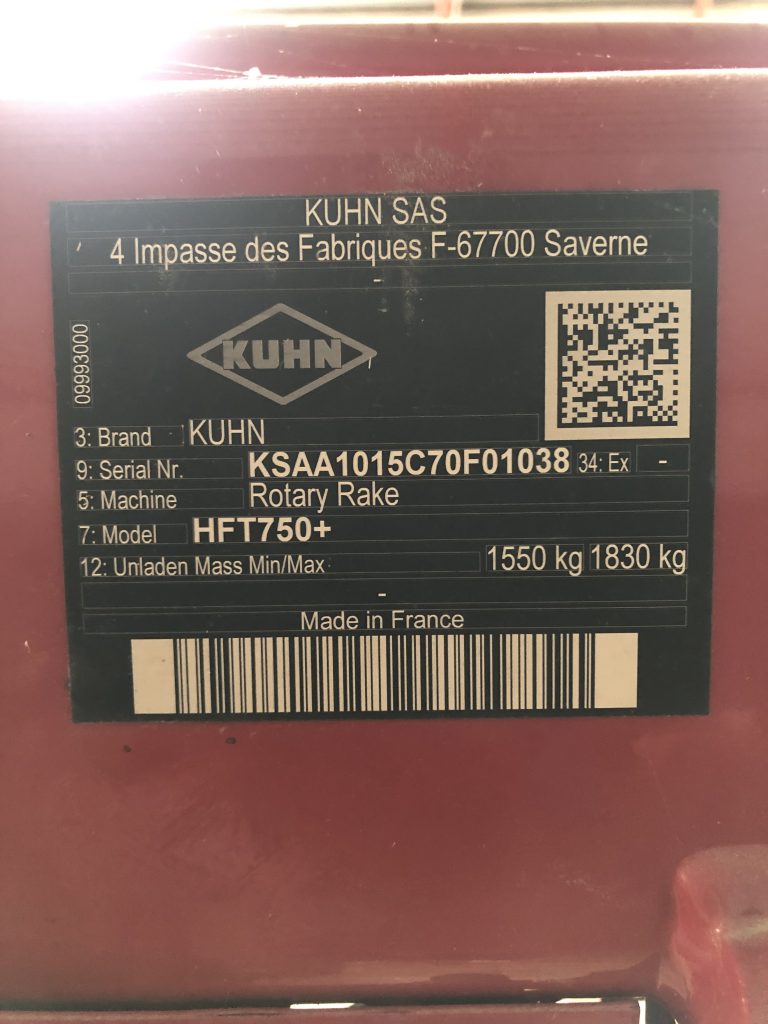 KUHN SAS
4 Impasse des Fabriques F-67700 Saverne
-
09993000
KUHN
3: Brand KUHN
9: Serial Nr. KSAA1015C70F01038 34: Ex -
5: Machine Rotary Rake
7: Model HFT750+
12: Unladen Mass Min/Max 1550 kg 1830 kg
-
Made in France